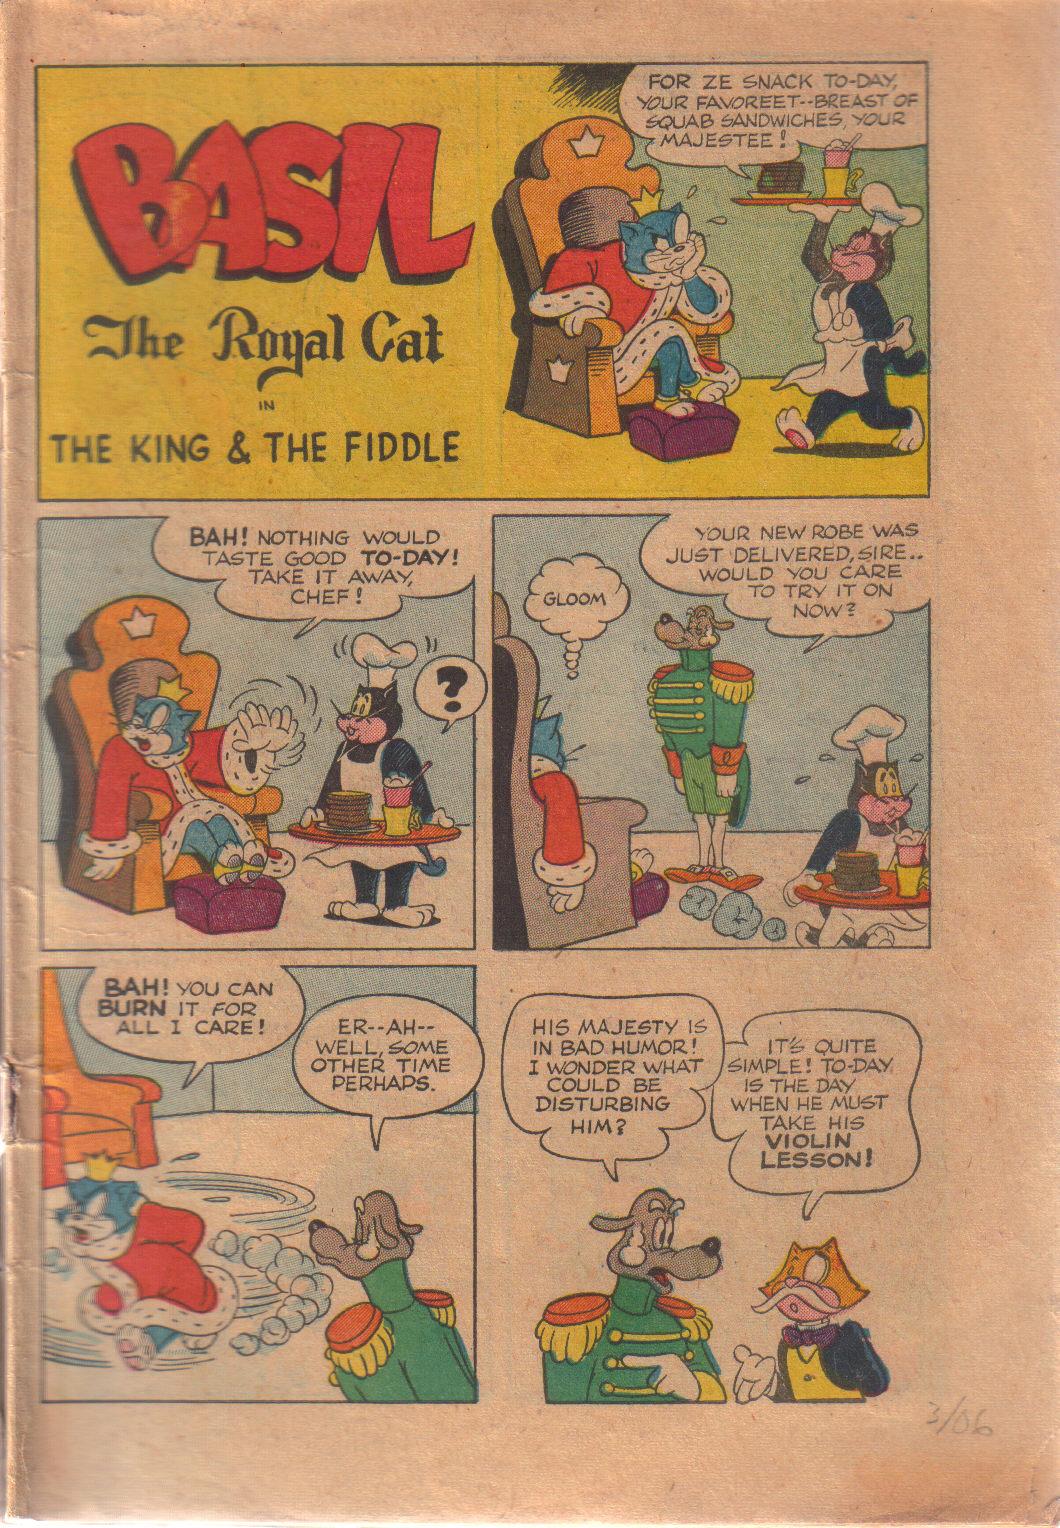 BASIL
The Royal Cat
IN
THE KING & THE FIDDLE
FOR ZE SNACK TO-DAY,
YOUR FAVOREET--BREAST OF
SQUAB SANDWICHES, YOUR
MAJESTEE!
BAH! NOTHING WOULD
TASTE GOOD TO-DAY!
TAKE IT AWAY,
CHEF!
?
GLOOM
YOUR NEW ROBE WAS
JUST DELIVERED, SIRE..
WOULD YOU CARE
TO TRY IT ON
NOW?
BAH! YOU CAN
BURN IT FOR
ALL I CARE!
ER--AH--
WELL, SOME
OTHER TIME
PERHAPS.
HIS MAJESTY IS
IN BAD HUMOR!
I WONDER WHAT
COULD BE
DISTURBING
HIM?
IT'S QUITE
SIMPLE! TO-DAY
IS THE DAY
WHEN HE MUST
TAKE HIS
VIOLIN
LESSON!
3/06